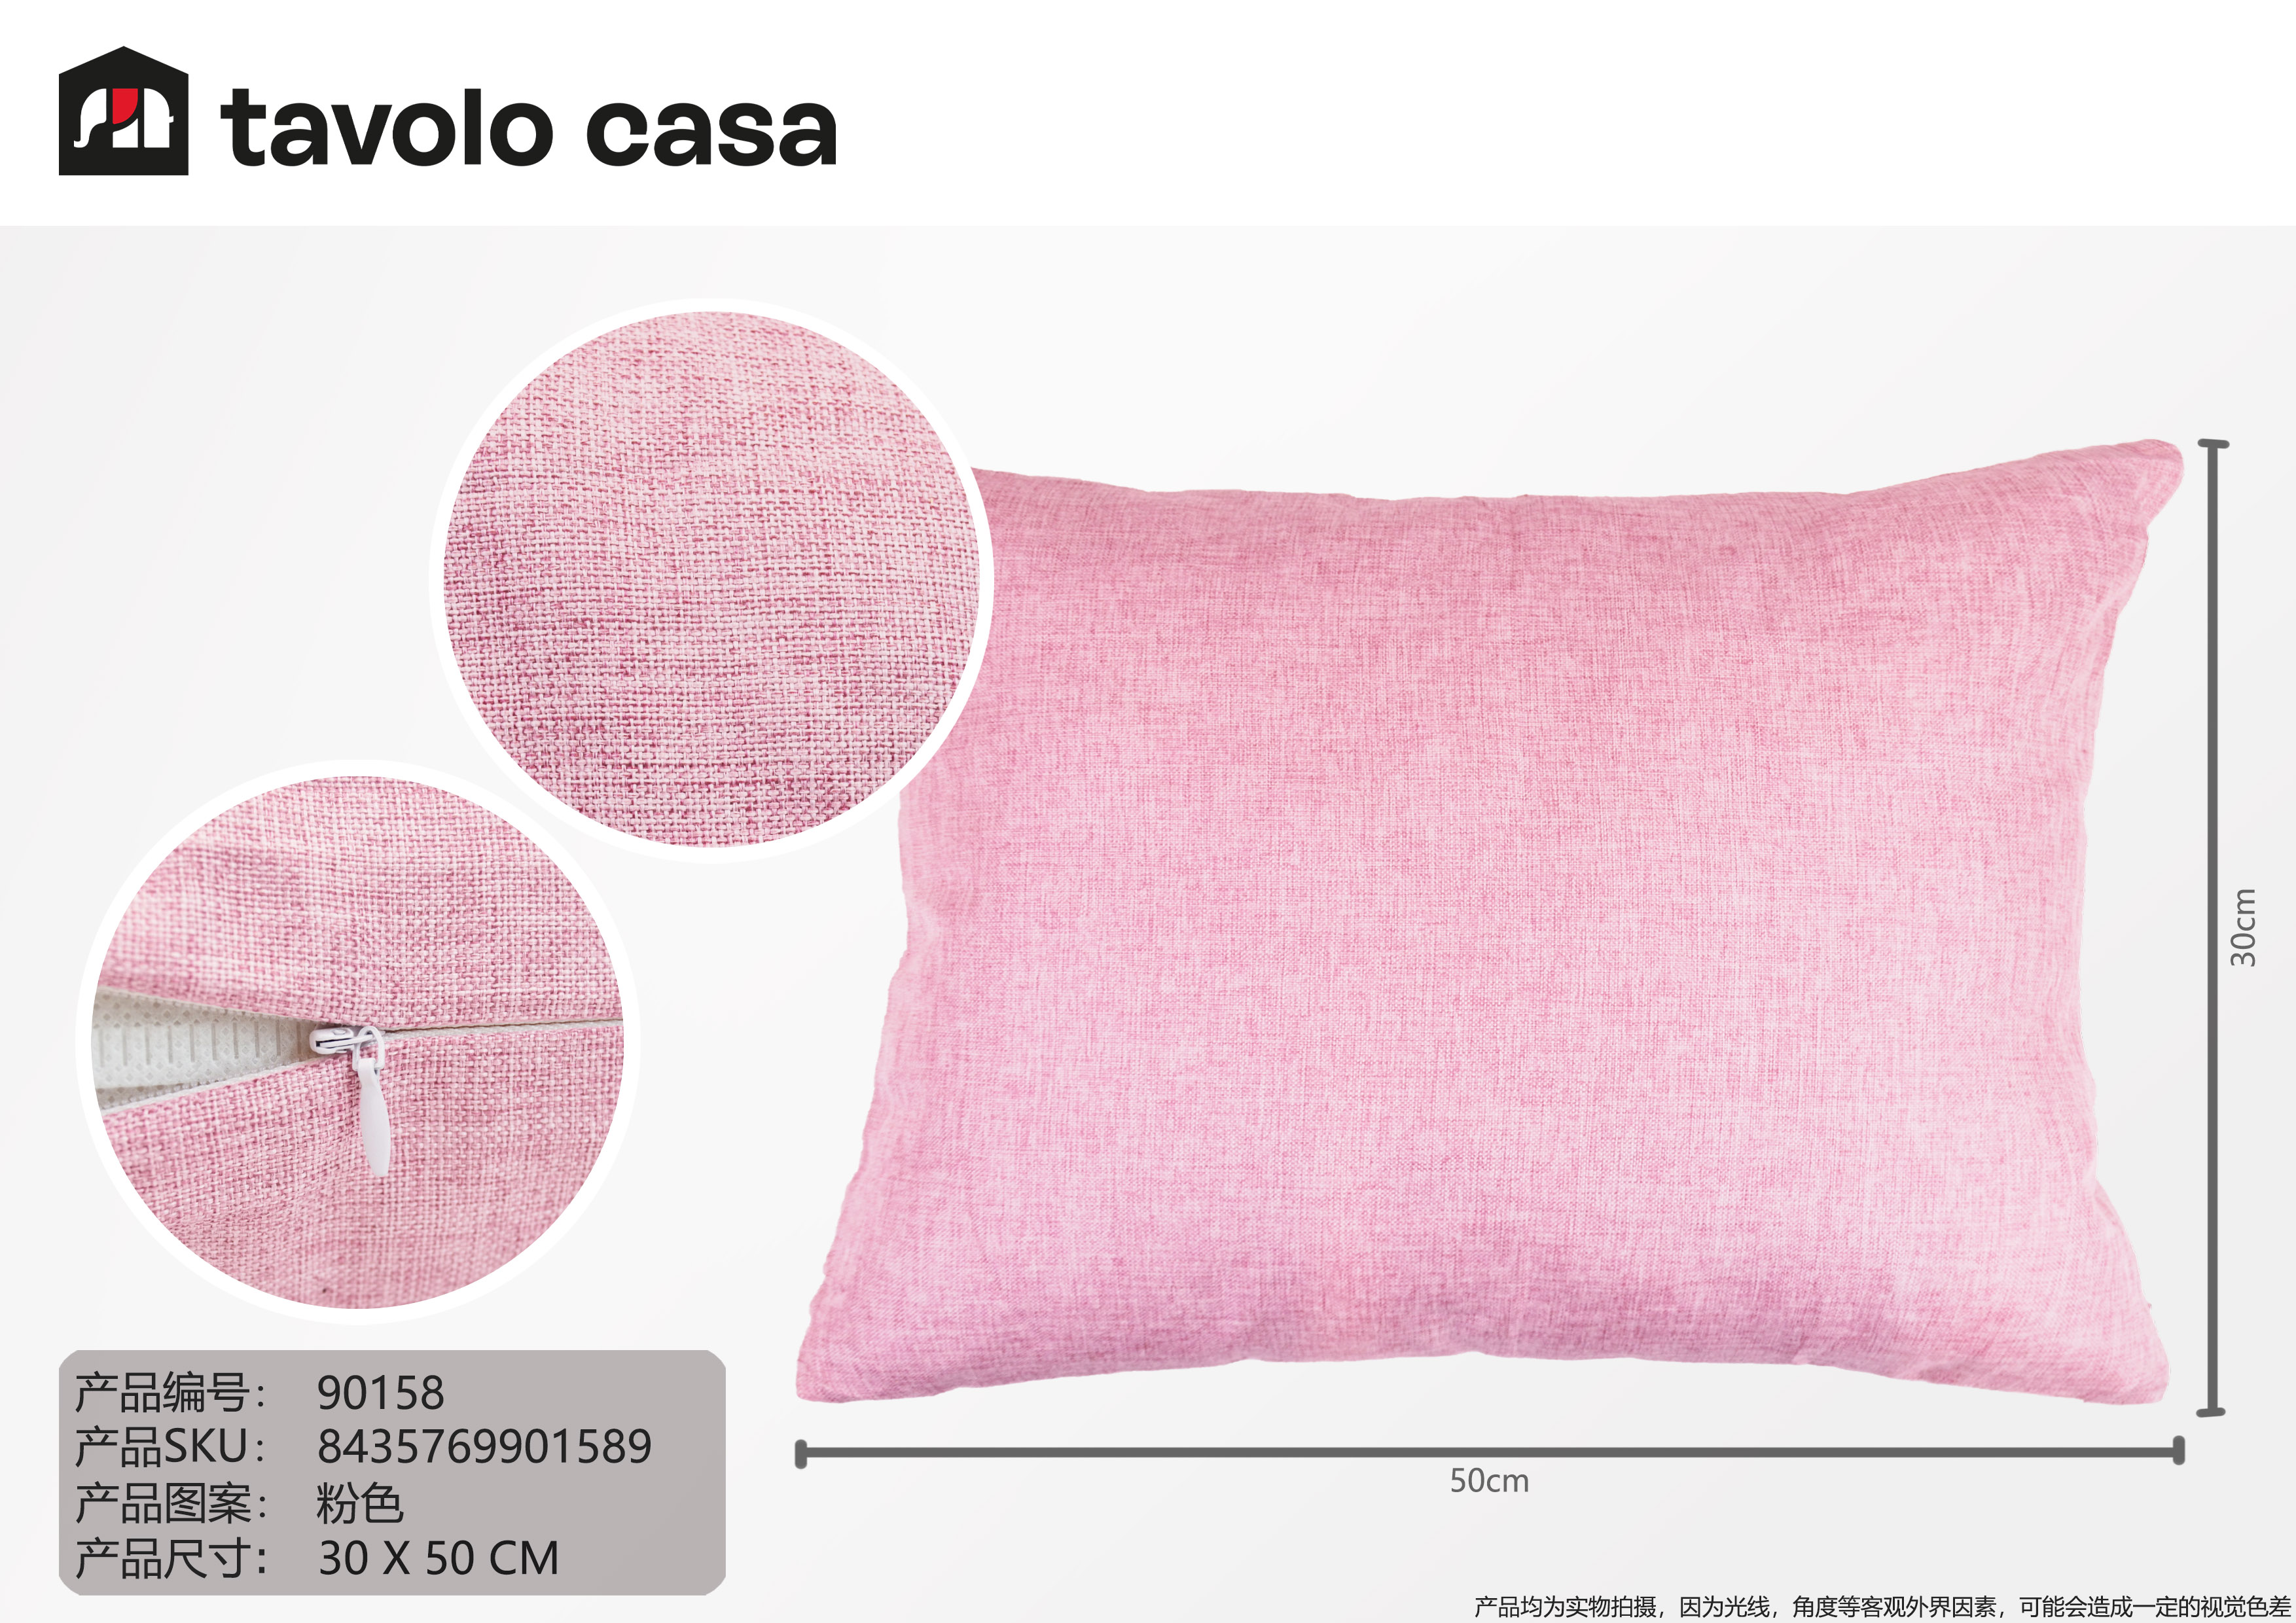 tavolo casa
30cm
50cm
产品编号： 90158
产品SKU： 8435769901589
产品图案： 粉色
产品尺寸： 30 X 50 CM
产品均为实物拍摄，因为光线，角度等客观外界因素，可能会造成一定的视觉色差